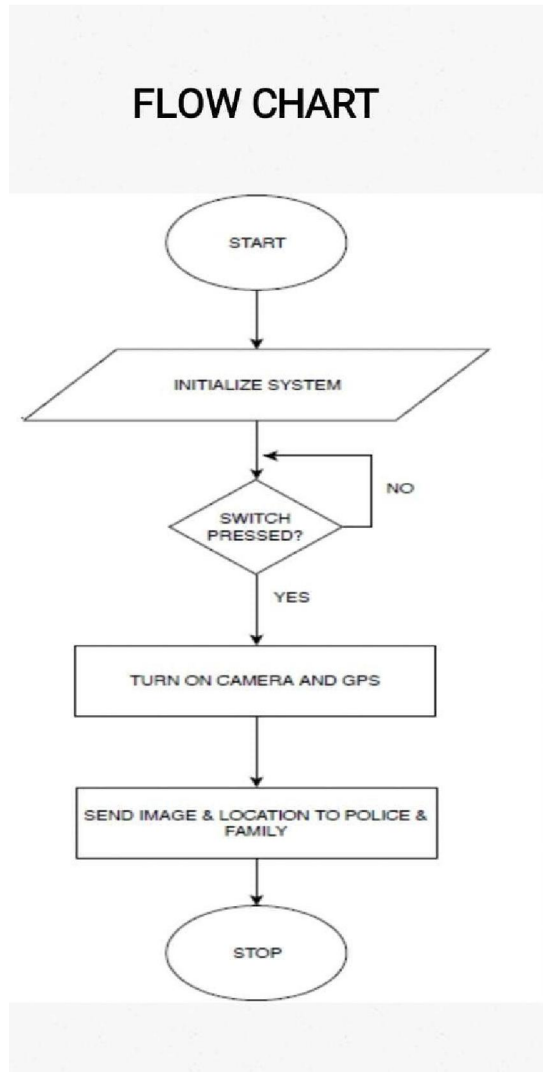 FLOW CHART
START
INITIALIZE SYSTEM
NO
SWITCH
PRESSED?
YES
TURN ON CAMERA AND GPS
SEND IMAGE & LOCATION TO POLICE &
FAMILY
STOP